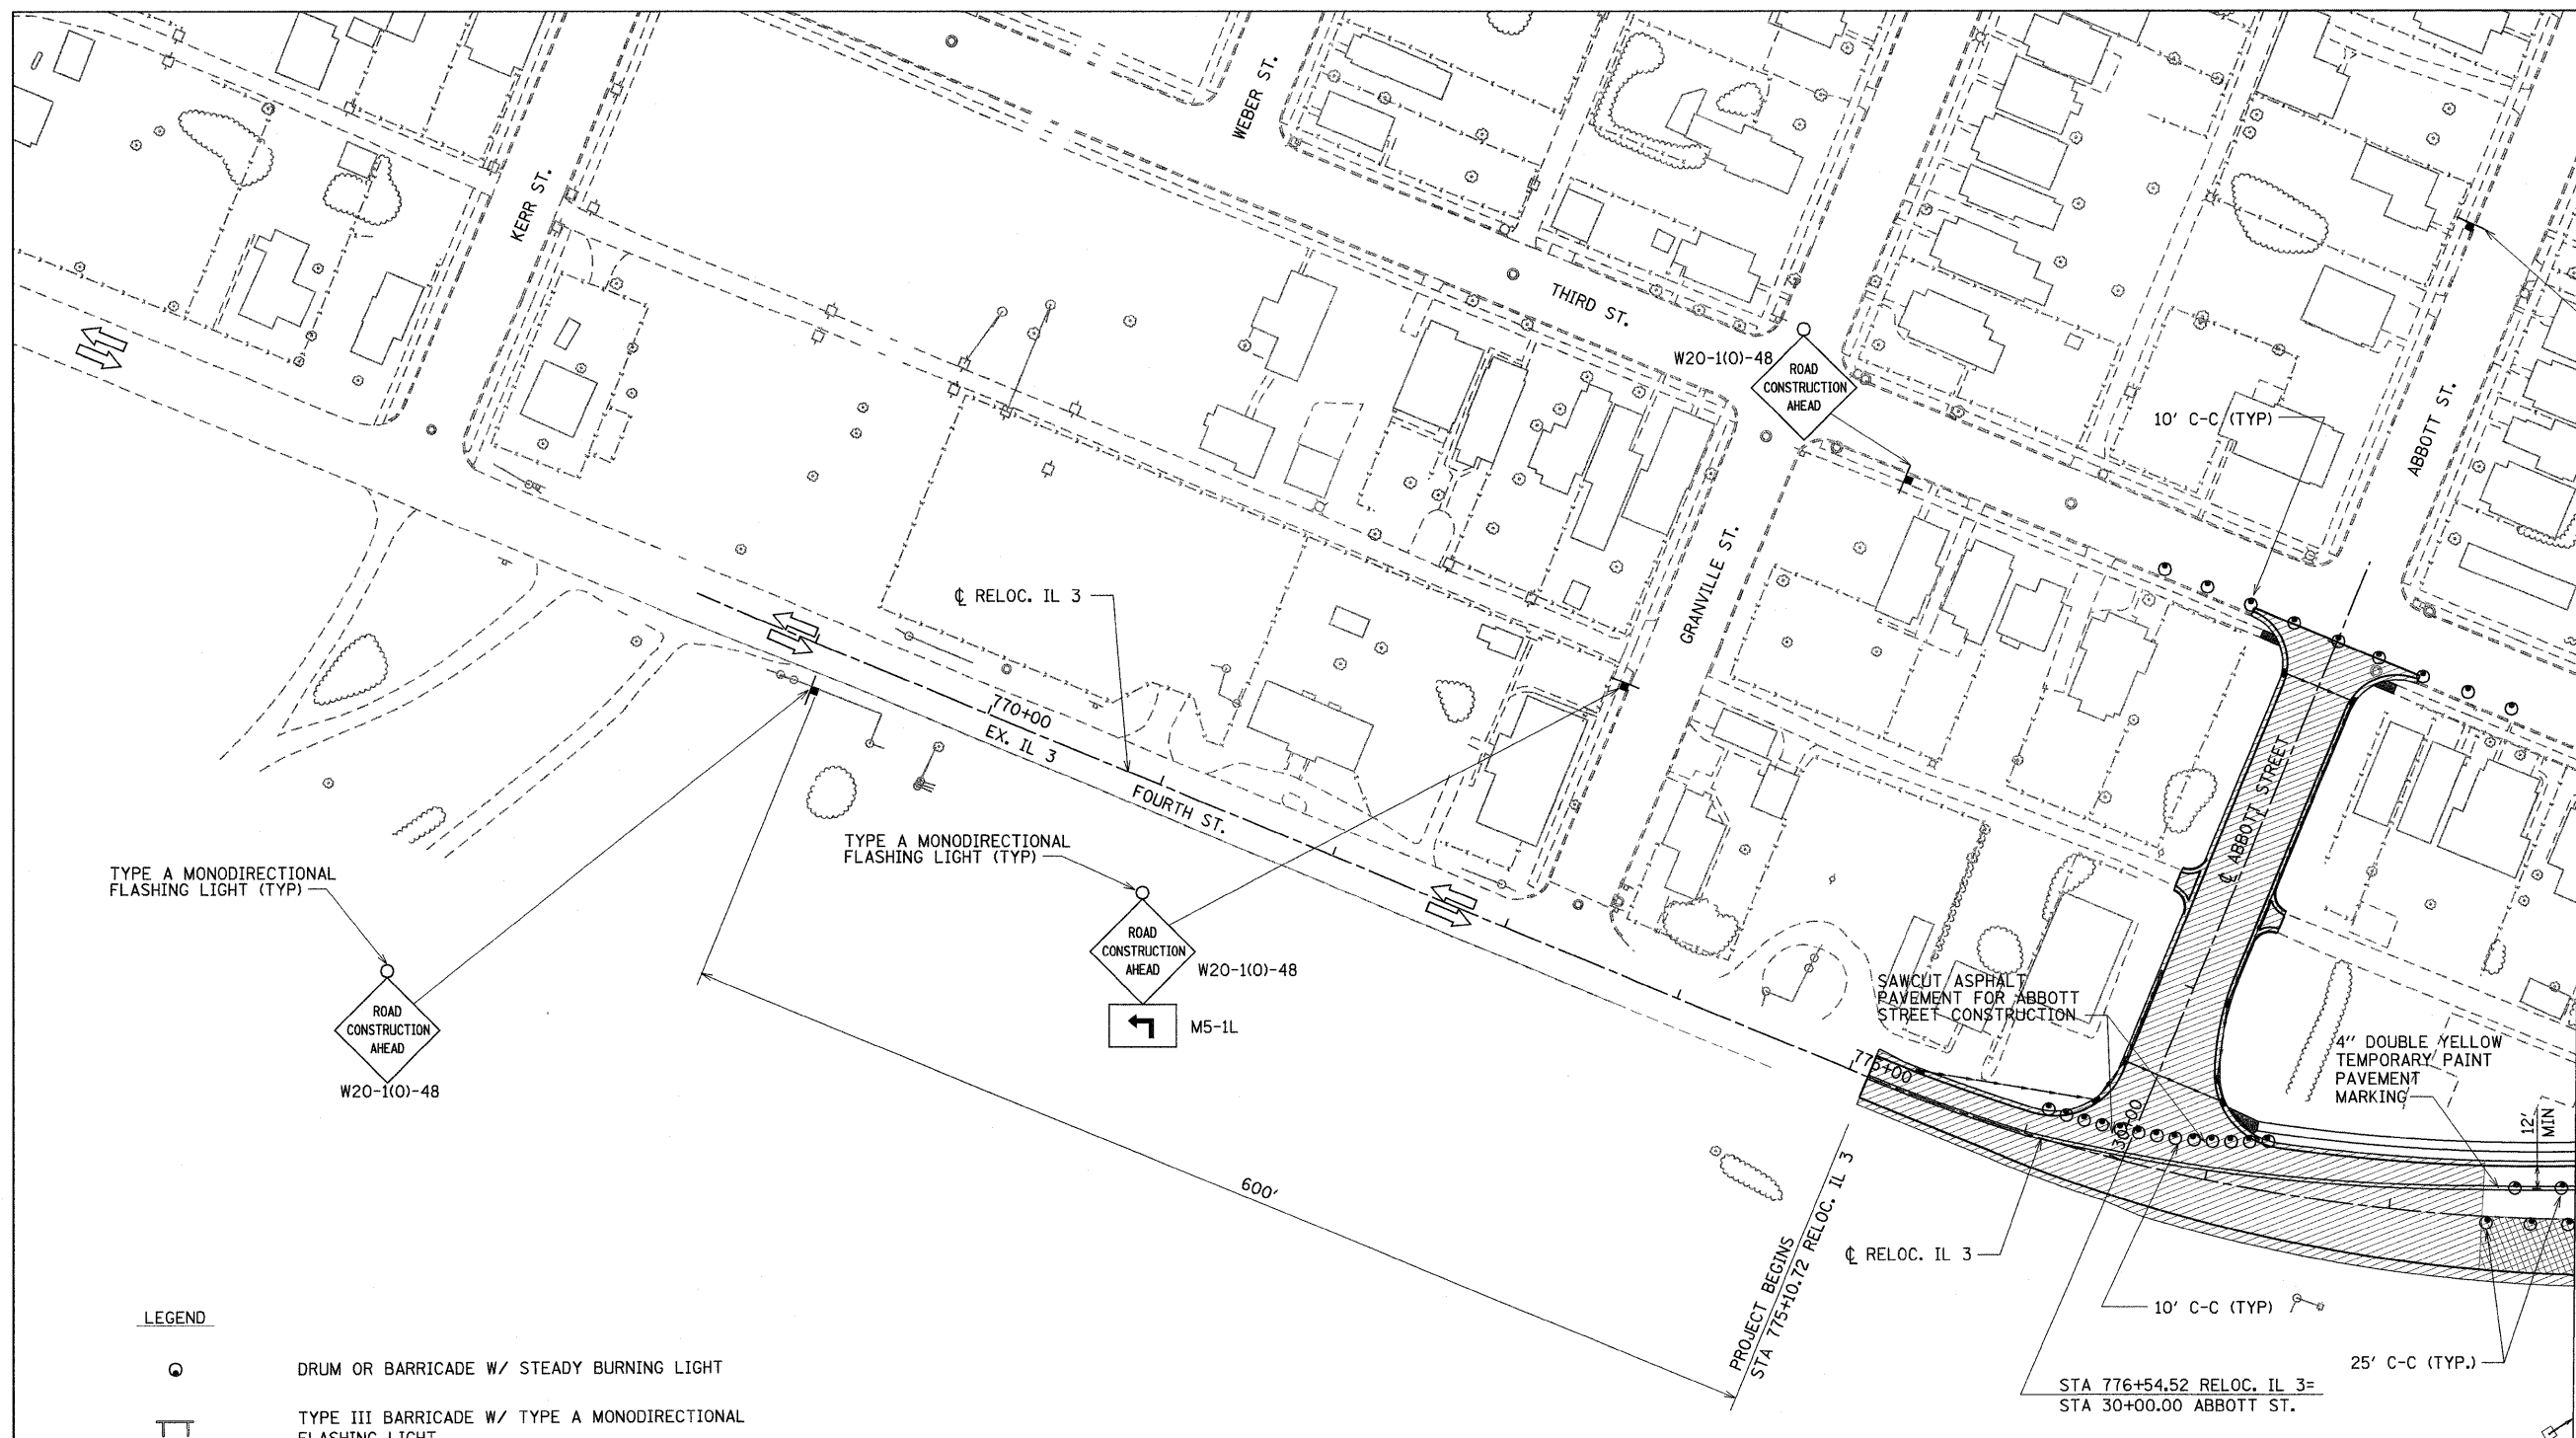 WEBER ST.
KERR ST.
THIRD ST.
W20-1(O)-48
ROAD
CONSTRUCTION
AHEAD
10' C-C (TYP)
ABBOTT ST.
GRANVILLE ST.
℄ RELOC. IL 3
770+00
EX. IL 3
FOURTH ST.
℄ ABBOTT STREET
TYPE A MONODIRECTIONAL
FLASHING LIGHT (TYP)
TYPE A MONODIRECTIONAL
FLASHING LIGHT (TYP)
ROAD
CONSTRUCTION
AHEAD
W20-1(O)-48
M5-1L
ROAD
CONSTRUCTION
AHEAD
W20-1(O)-48
SAWCUT ASPHALT
PAVEMENT FOR ABBOTT
STREET CONSTRUCTION
4" DOUBLE YELLOW
TEMPORARY PAINT
PAVEMENT
MARKING
12'
MIN
775+00
30+00
600'
PROJECT BEGINS
STA 775+10.72 RELOC. IL 3
℄ RELOC. IL 3
10' C-C (TYP)
25' C-C (TYP.)
STA 776+54.52 RELOC. IL 3=
STA 30+00.00 ABBOTT ST.
LEGEND
DRUM OR BARRICADE W/ STEADY BURNING LIGHT
TYPE III BARRICADE W/ TYPE A MONODIRECTIONAL
FLASHING LIGHT